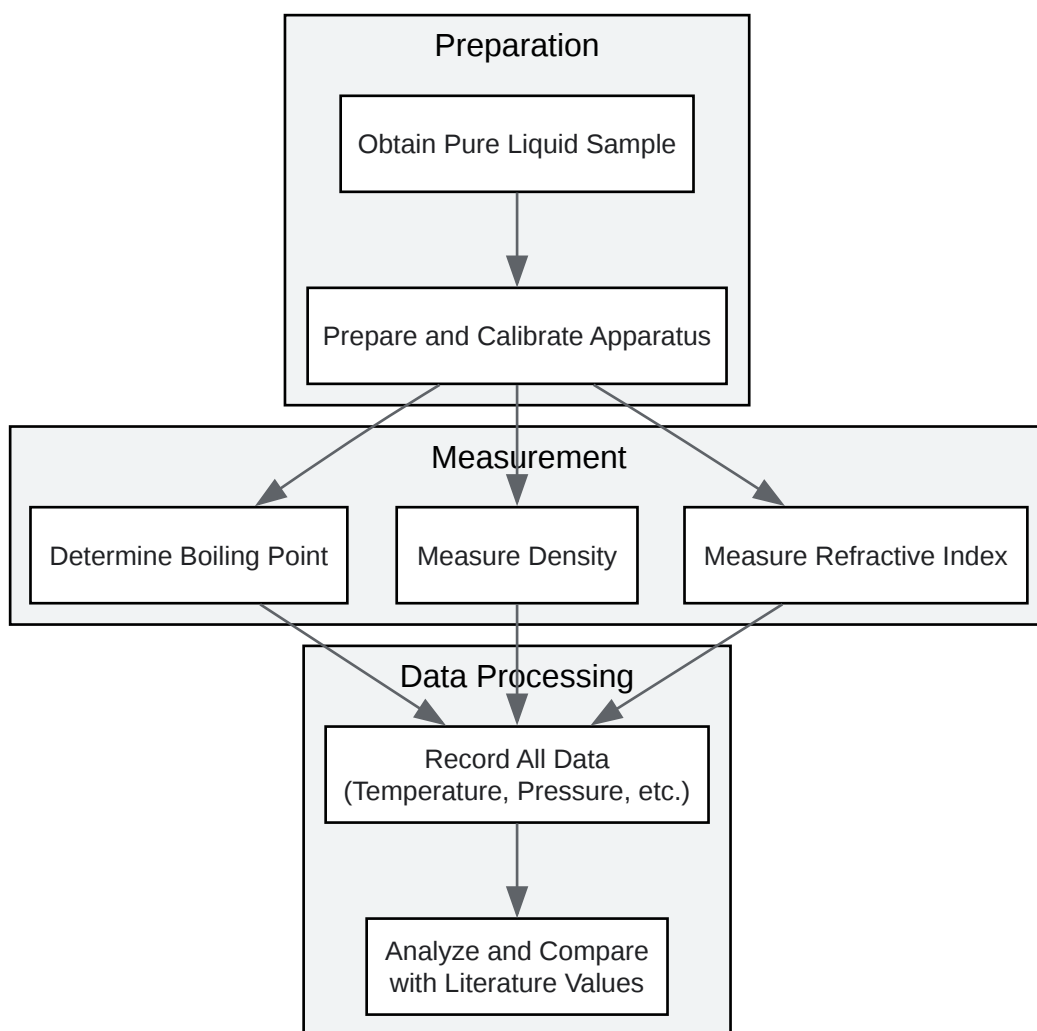 Preparation
Obtain Pure Liquid Sample
Prepare and Calibrate Apparatus
Measurement
Determine Boiling Point
Measure Density
Measure Refractive Index
Data Processing
Record All Data
(Temperature, Pressure, etc.)
Analyze and Compare
with Literature Values